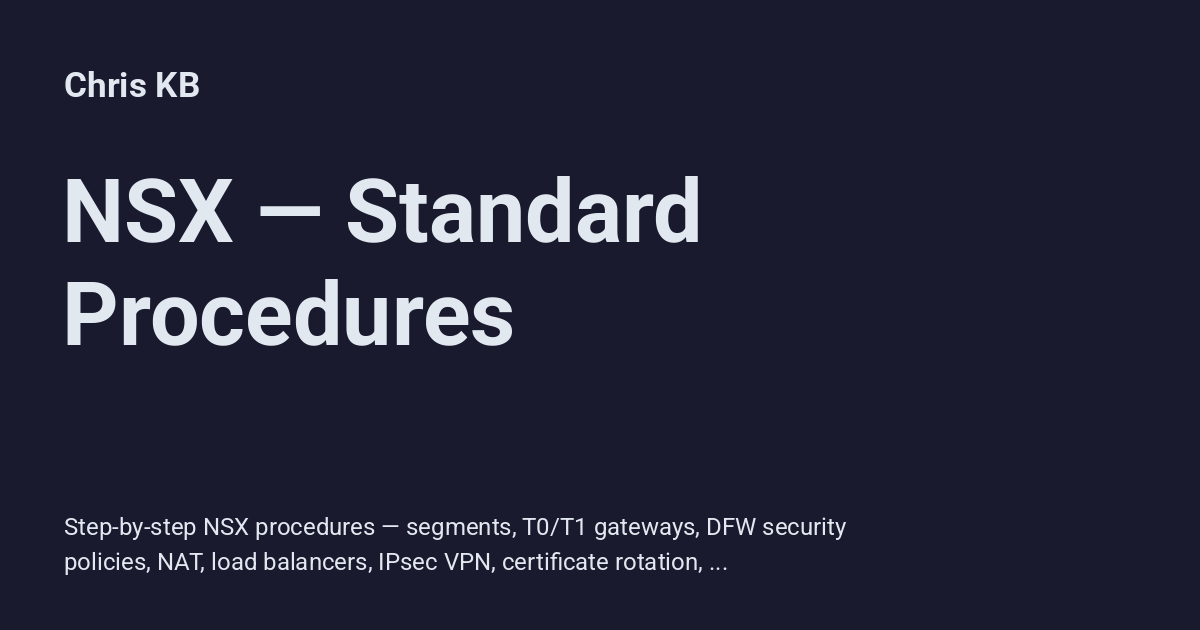 Chris KB
NSX — Standard
Procedures
Step-by-step NSX procedures — segments, T0/T1 gateways, DFW security
policies, NAT, load balancers, IPsec VPN, certificate rotation, ...